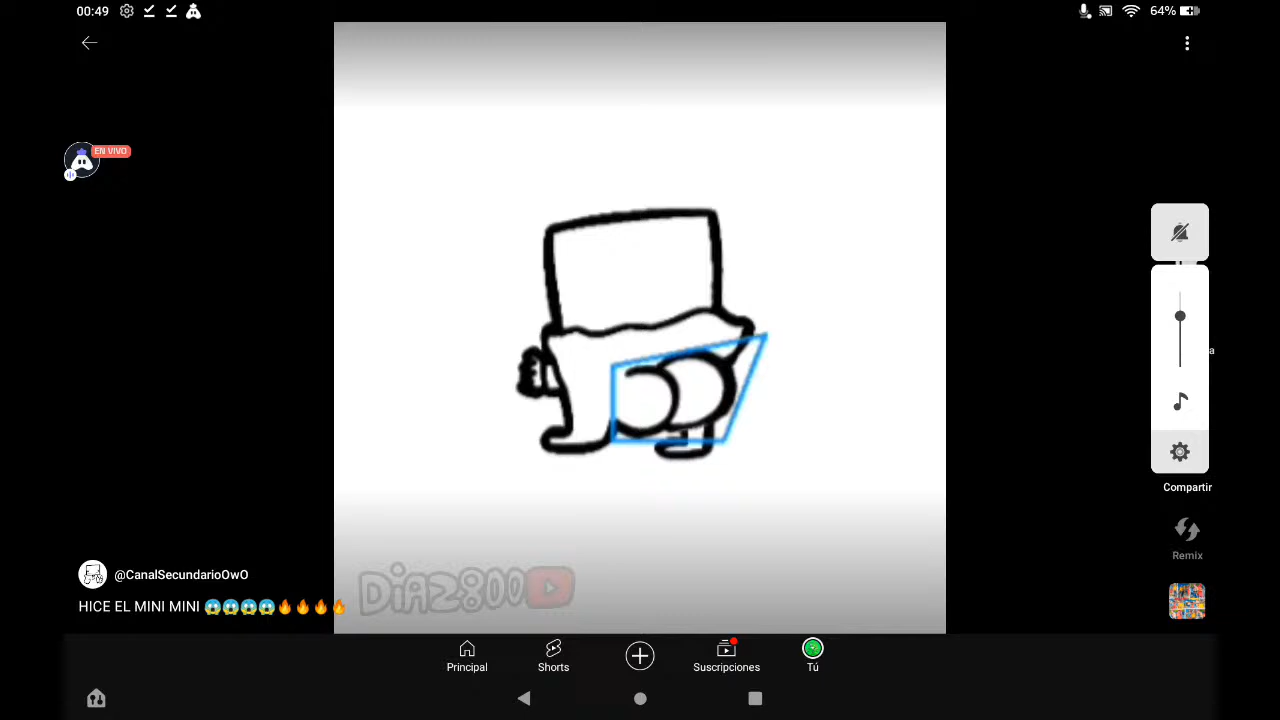 00:49
64%
EN VIVO
a
Compartir
Remix
@CanalSecundarioOwO
HICE EL MINI MINI 😱😱😱😱🔥🔥🔥🔥
Diaz800
Principal
Shorts
Suscripciones
Tú